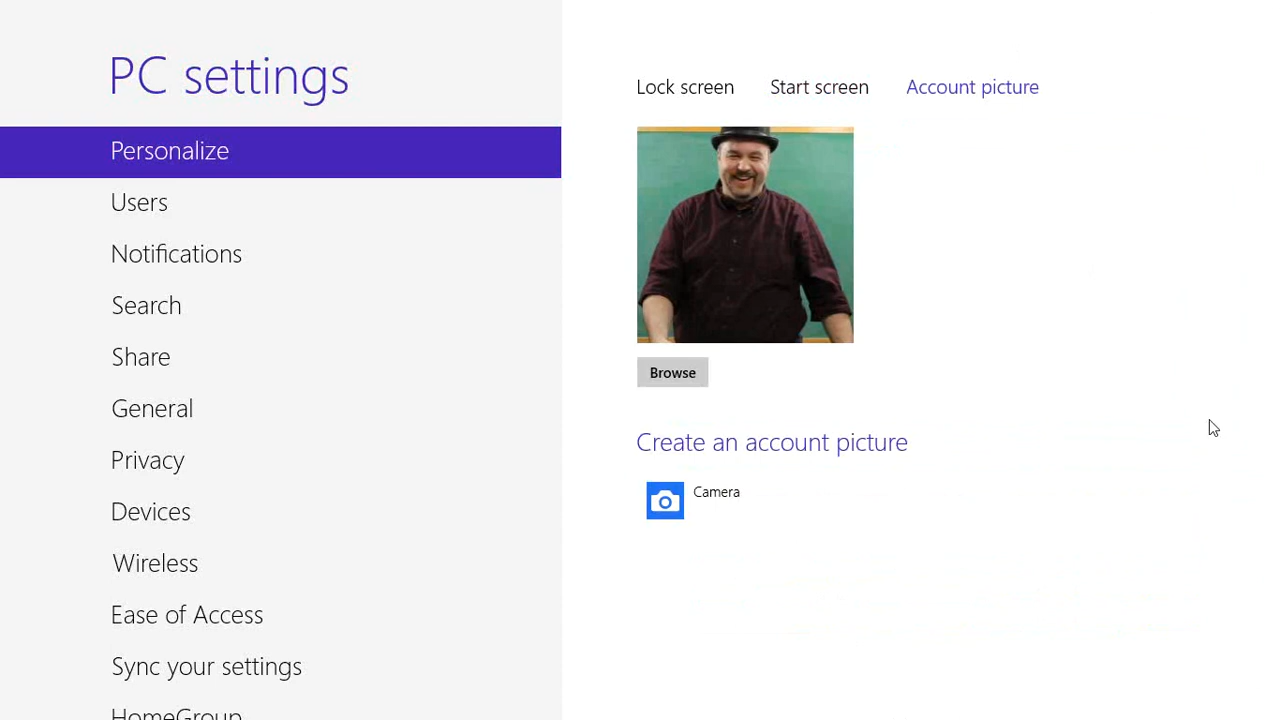 PC settings
Personalize
Users
Notifications
Search
Share
General
Privacy
Devices
Wireless
Ease of Access
Sync your settings
HomeGroup
Lock screen
Start screen
Account picture
Browse
Create an account picture
Camera